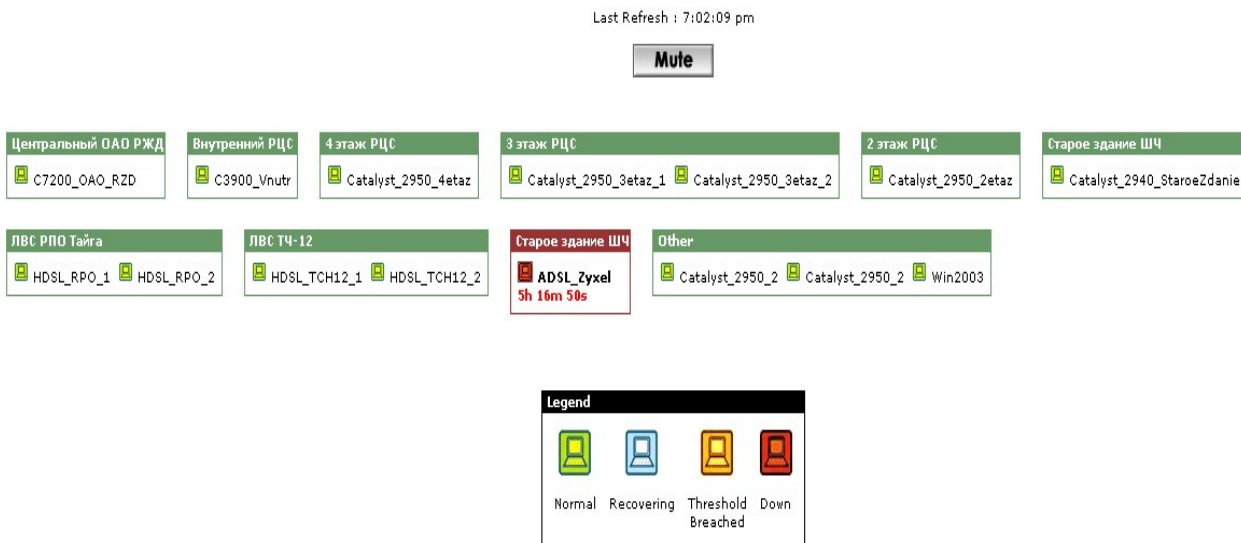 Last Refresh : 7:02:09 pm
Mute
Центральный ОАО РЖД
C7200_OAO_RZD
Внутренний РЦС
C3900_Vnutr
4 этаж РЦС
Catalyst_2950_4etaz
3 этаж РЦС
Catalyst_2950_3etaz_1 Catalyst_2950_3etaz_2
2 этаж РЦС
Catalyst_2950_2etaz
Старое здание ШЧ
Catalyst_2940_StaroeZdanie
ЛВС РПО Тайга
HDSL_RPO_1 HDSL_RPO_2
ЛВС ТЧ-12
HDSL_TCH12_1 HDSL_TCH12_2
Старое здание ШЧ
ADSL_Zyxel
5h 16m 50s
Other
Catalyst_2950_2 Catalyst_2950_2 Win2003
Legend
Normal
Recovering
Threshold
Breached
Down